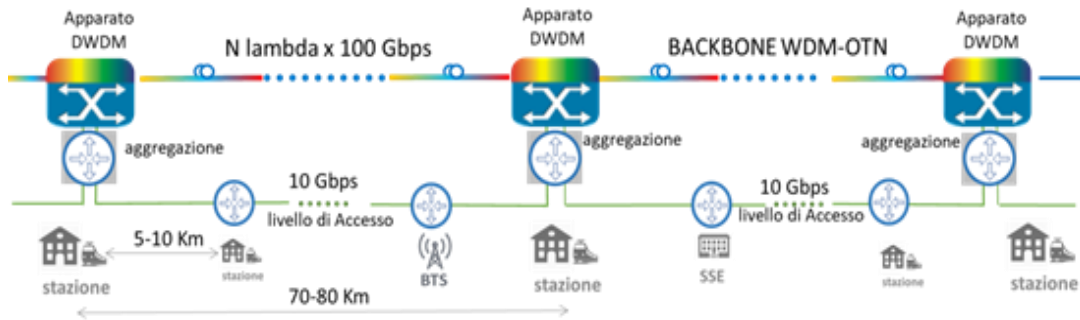 Apparato
DWDM
N lambda x 100 Gbps
Apparato
DWDM
BACKBONE WDM-OTN
Apparato
DWDM
aggregazione
aggregazione
aggregazione
10 Gbps
livello di Accesso
10 Gbps
livello di Accesso
5-10 Km
stazione
stazione
BTS
stazione
SSE
stazione
stazione
70-80 Km